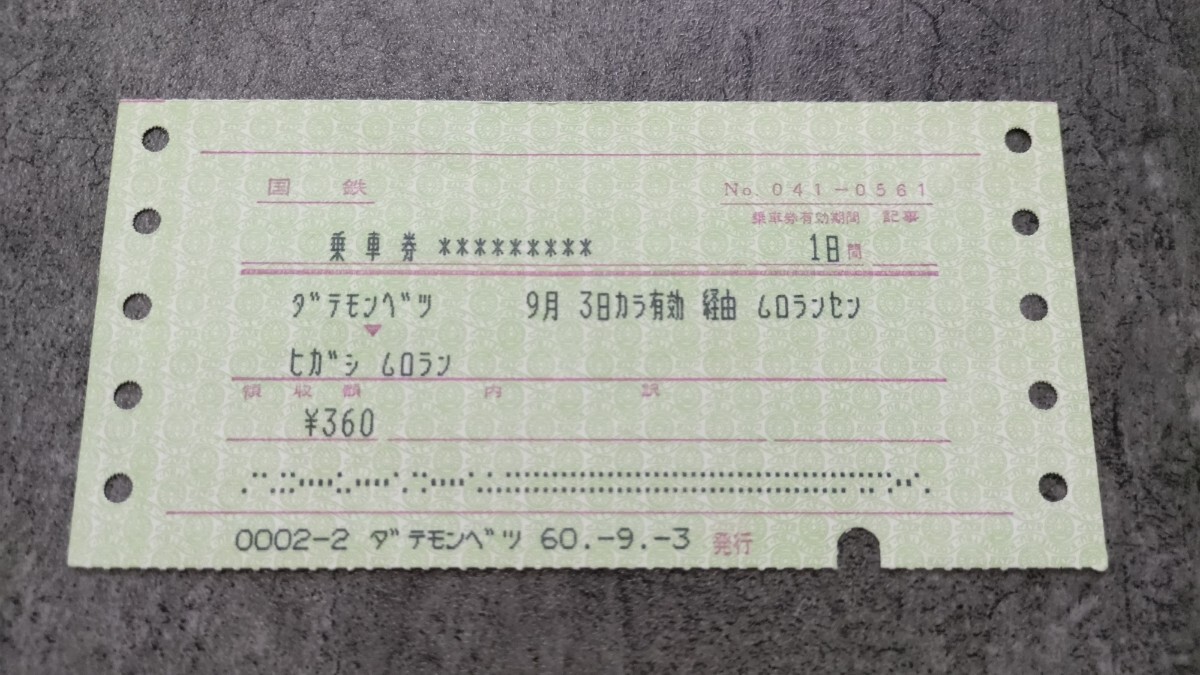 国鉄
No. 041-0561
乗車券有効期間 記事
乗車券 ********* 1日間
ダテモンベツ 9月 3日カラ有効 経由 ムロランセン
▼
ヒガシ ムロラン
領収額 内訳
¥360
0002-2 ダテモンベツ 60.-9.-3 発行